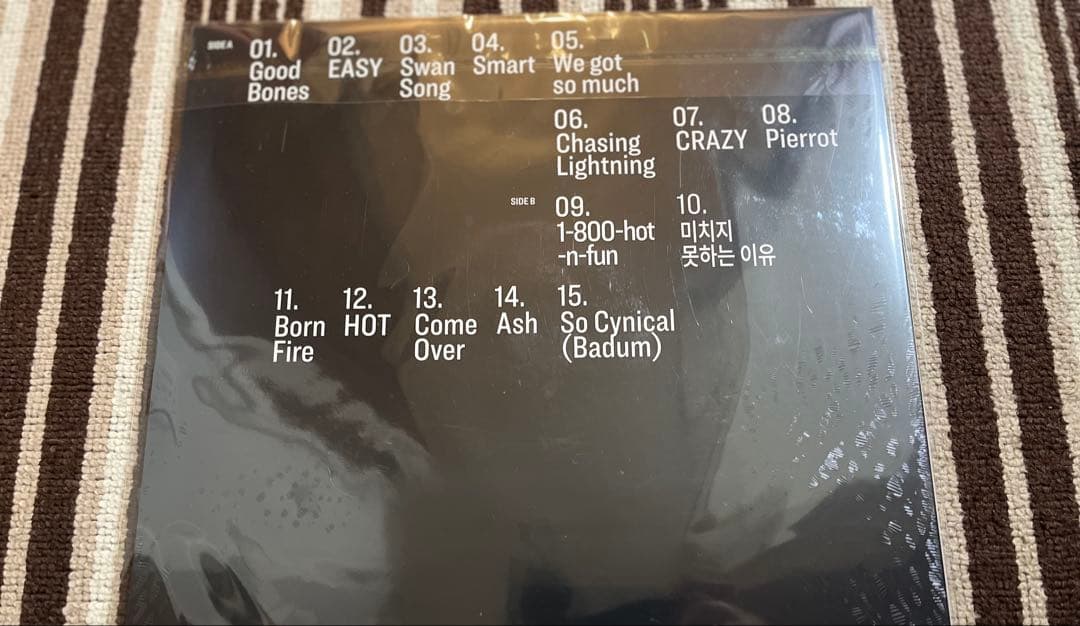 SIDE A
01.
Good
Bones
02.
EASY
03.
Swan
Song
04.
Smart
05.
We got
so much
06.
Chasing
Lightning
07.
CRAZY
08.
Pierrot
SIDE B
09.
1-800-hot
-n-fun
10.
미치지
못하는 이유
11.
Born
Fire
12.
HOT
13.
Come
Over
14.
Ash
15.
So Cynical
(Badum)